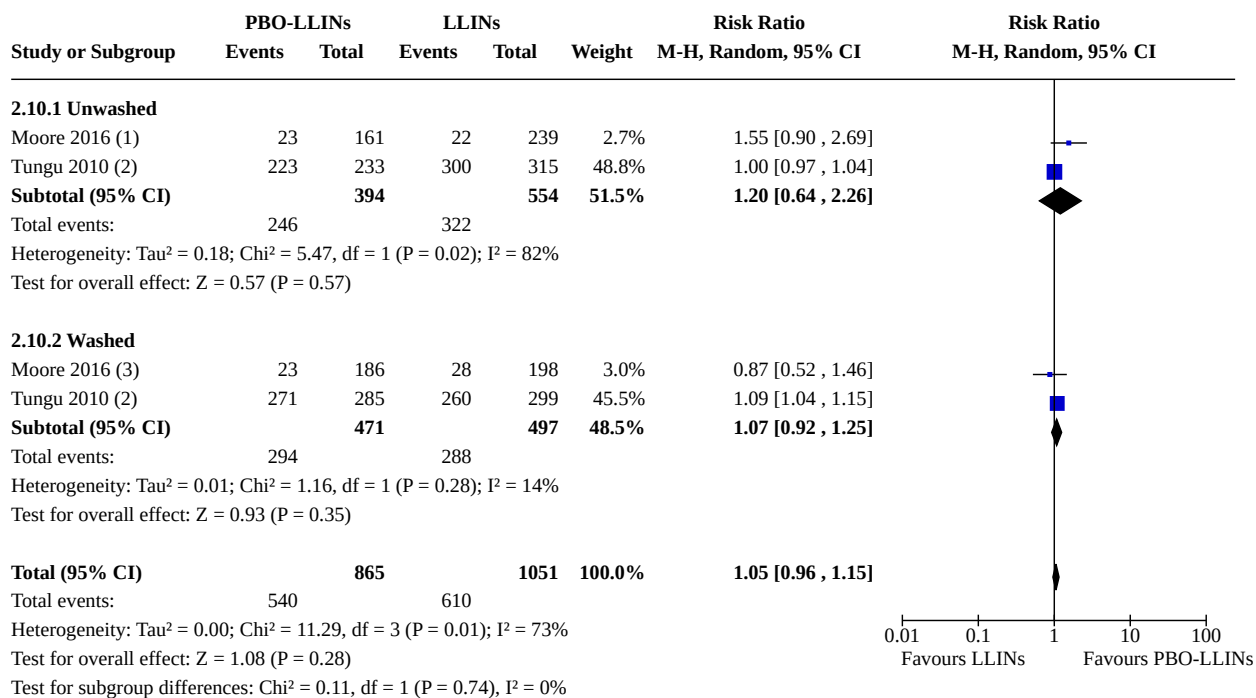 PBO-LLINs LLINs Risk Ratio Risk Ratio
Study or Subgroup Events Total Events Total Weight M-H, Random, 95% CI M-H, Random, 95% CI
2.10.1 Unwashed
Moore 2016 (1) 23 161 22 239 2.7% 1.55 [0.90 , 2.69]
Tungu 2010 (2) 223 233 300 315 48.8% 1.00 [0.97 , 1.04]
Subtotal (95% CI) 394 554 51.5% 1.20 [0.64 , 2.26]
Total events: 246 322
Heterogeneity: Tau² = 0.18; Chi² = 5.47, df = 1 (P = 0.02); I² = 82%
Test for overall effect: Z = 0.57 (P = 0.57)
2.10.2 Washed
Moore 2016 (3) 23 186 28 198 3.0% 0.87 [0.52 , 1.46]
Tungu 2010 (2) 271 285 260 299 45.5% 1.09 [1.04 , 1.15]
Subtotal (95% CI) 471 497 48.5% 1.07 [0.92 , 1.25]
Total events: 294 288
Heterogeneity: Tau² = 0.01; Chi² = 1.16, df = 1 (P = 0.28); I² = 14%
Test for overall effect: Z = 0.93 (P = 0.35)
Total (95% CI) 865 1051 100.0% 1.05 [0.96 , 1.15]
Total events: 540 610
Heterogeneity: Tau² = 0.00; Chi² = 11.29, df = 3 (P = 0.01); I² = 73%
Test for overall effect: Z = 1.08 (P = 0.28)
Test for subgroup differences: Chi² = 0.11, df = 1 (P = 0.74), I² = 0%
0.01 0.1 1 10 100
Favours LLINs Favours PBO-LLINs